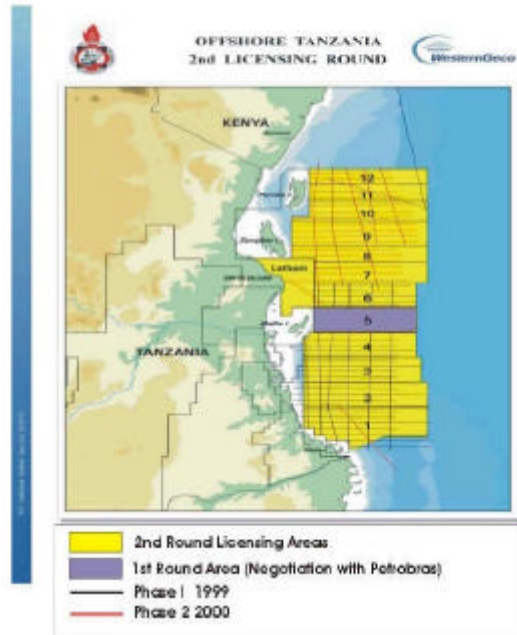 OFFSHORE TANZANIA
2nd LICENSING ROUND
WesternGeco
KENYA
12
11
10
9
8
Latham
7
6
5
TANZANIA
4
3
2
1
2nd Round Licensing Areas
1st Round Area (Negotiation with Petrobras)
Phase I 1999
Phase 2 2000